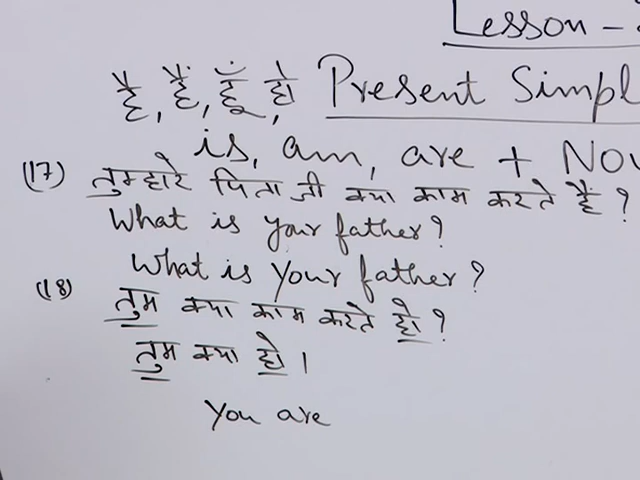 Lesson -
है, हैं, हूँ, हो Present Simpl
is, am, are + Nou
(17) तुम्हारे पिता जी क्या काम करते हैं ?
What is your father?
What is your father?
(18) तुम क्या काम करते हो ?
तुम क्या हो ।
You are